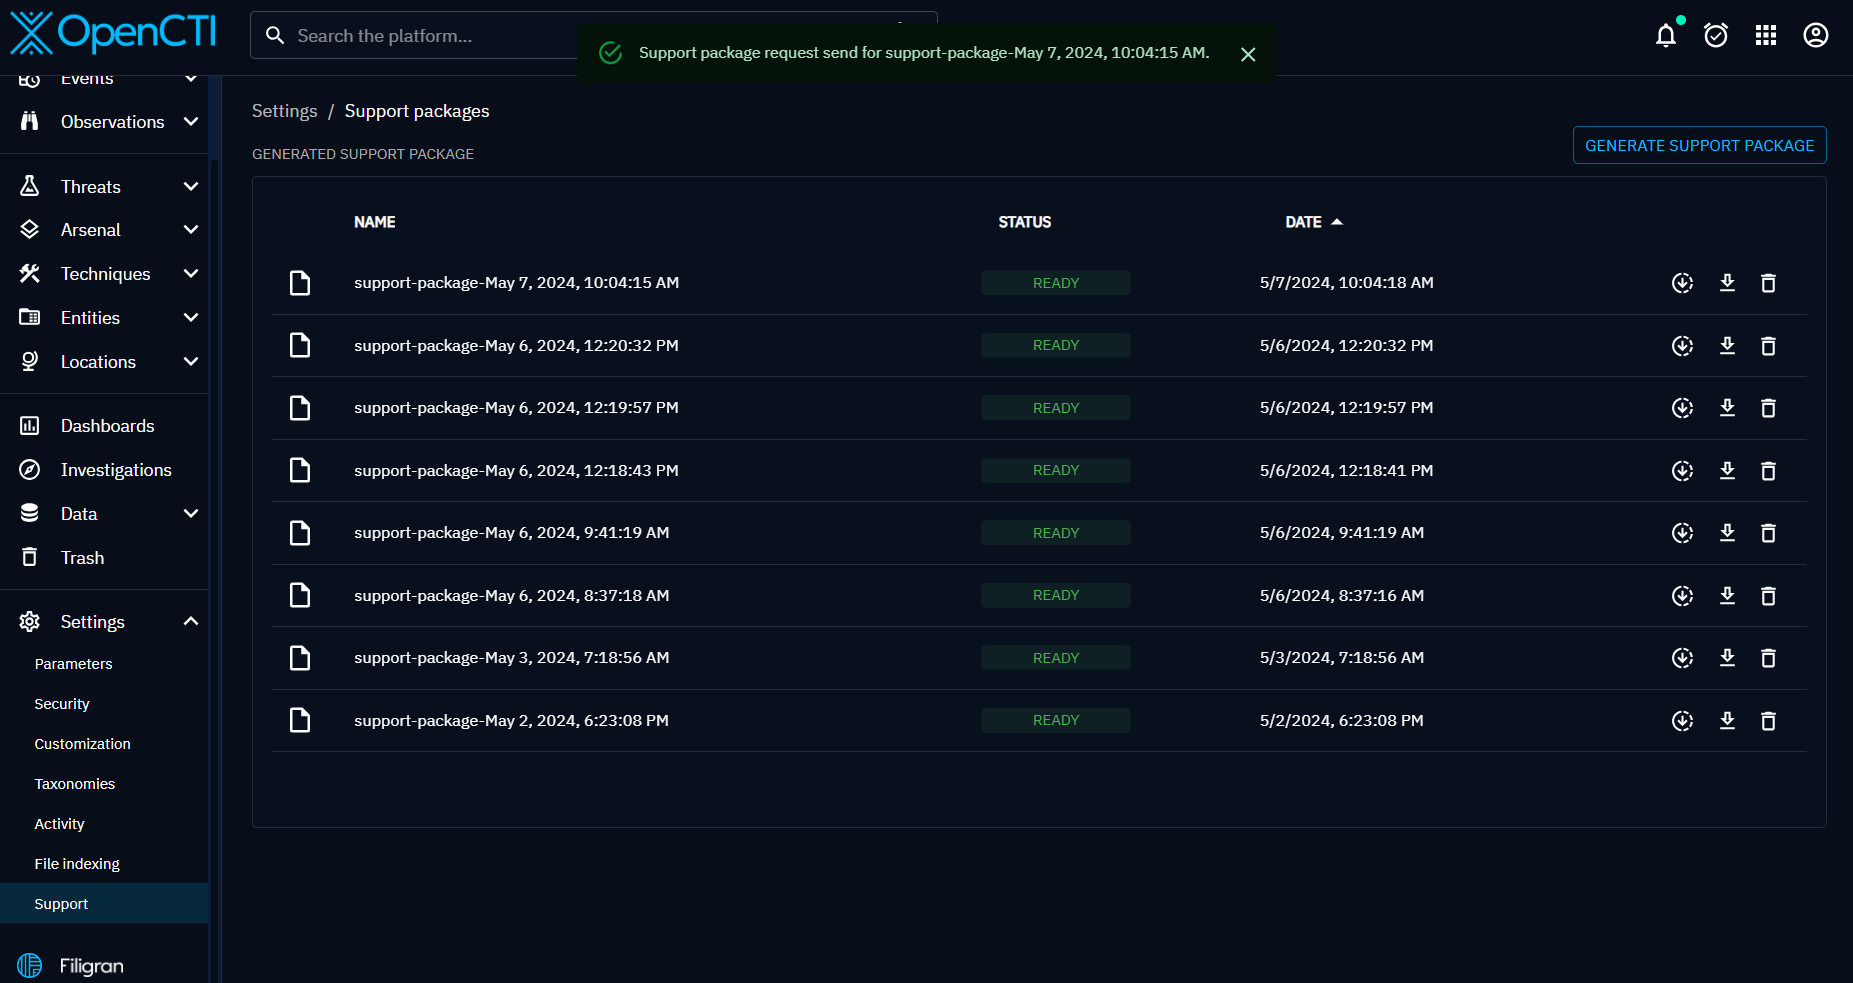 OpenCTI
Search the platform...
Support package request send for support-package-May 7, 2024, 10:04:15 AM.
Events
Observations
Threats
Arsenal
Techniques
Entities
Locations
Dashboards
Investigations
Data
Trash
Settings
Parameters
Security
Customization
Taxonomies
Activity
File indexing
Support
Filigran
Settings / Support packages
GENERATED SUPPORT PACKAGE
GENERATE SUPPORT PACKAGE
NAME STATUS DATE
support-package-May 7, 2024, 10:04:15 AM READY 5/7/2024, 10:04:18 AM
support-package-May 6, 2024, 12:20:32 PM READY 5/6/2024, 12:20:32 PM
support-package-May 6, 2024, 12:19:57 PM READY 5/6/2024, 12:19:57 PM
support-package-May 6, 2024, 12:18:43 PM READY 5/6/2024, 12:18:41 PM
support-package-May 6, 2024, 9:41:19 AM READY 5/6/2024, 9:41:19 AM
support-package-May 6, 2024, 8:37:18 AM READY 5/6/2024, 8:37:16 AM
support-package-May 3, 2024, 7:18:56 AM READY 5/3/2024, 7:18:56 AM
support-package-May 2, 2024, 6:23:08 PM READY 5/2/2024, 6:23:08 PM